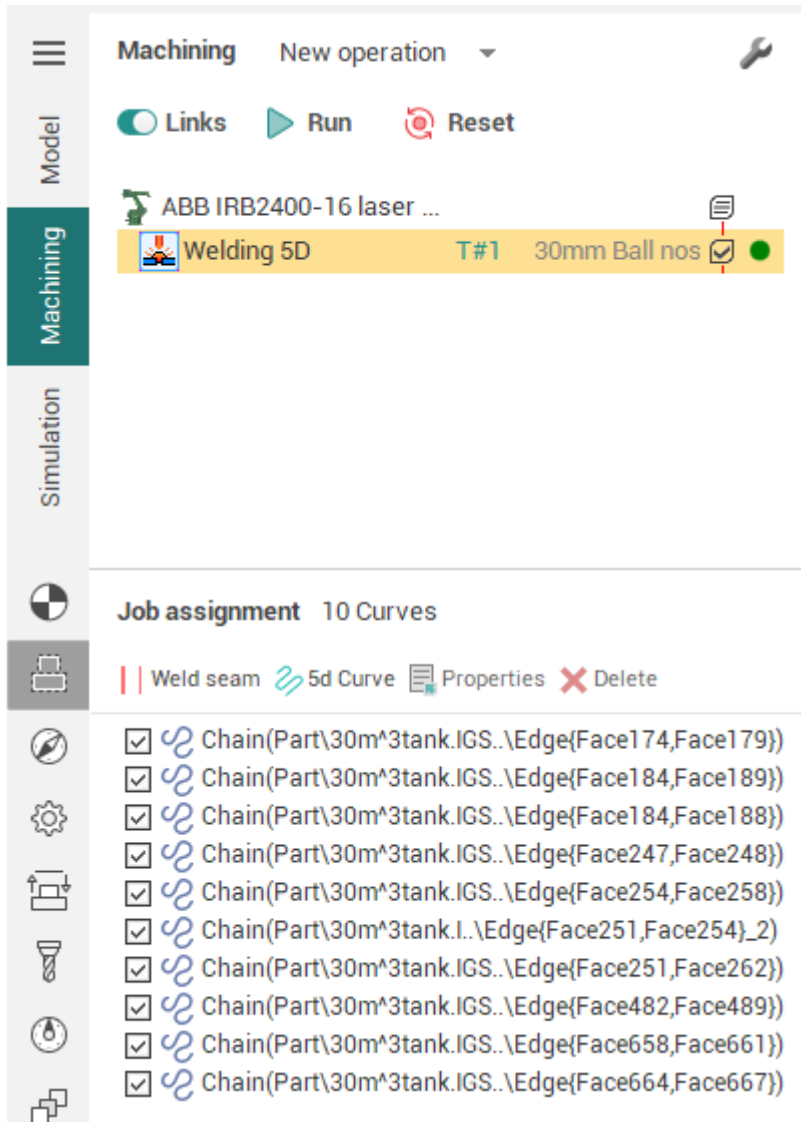 Machining New operation
Links Run Reset
Model
ABB IRB2400-16 laser ...
Welding 5D T#1 30mm Ball nos
Machining
Simulation
Job assignment 10 Curves
Weld seam 5d Curve Properties Delete
Chain(Part\30m^3tank.IGS..\Edge{Face174,Face179})
Chain(Part\30m^3tank.IGS..\Edge{Face184,Face189})
Chain(Part\30m^3tank.IGS..\Edge{Face184,Face188})
Chain(Part\30m^3tank.IGS..\Edge{Face247,Face248})
Chain(Part\30m^3tank.IGS..\Edge{Face254,Face258})
Chain(Part\30m^3tank.I..\Edge{Face251,Face254}_2)
Chain(Part\30m^3tank.IGS..\Edge{Face251,Face262})
Chain(Part\30m^3tank.IGS..\Edge{Face482,Face489})
Chain(Part\30m^3tank.IGS..\Edge{Face658,Face661})
Chain(Part\30m^3tank.IGS..\Edge{Face664,Face667})